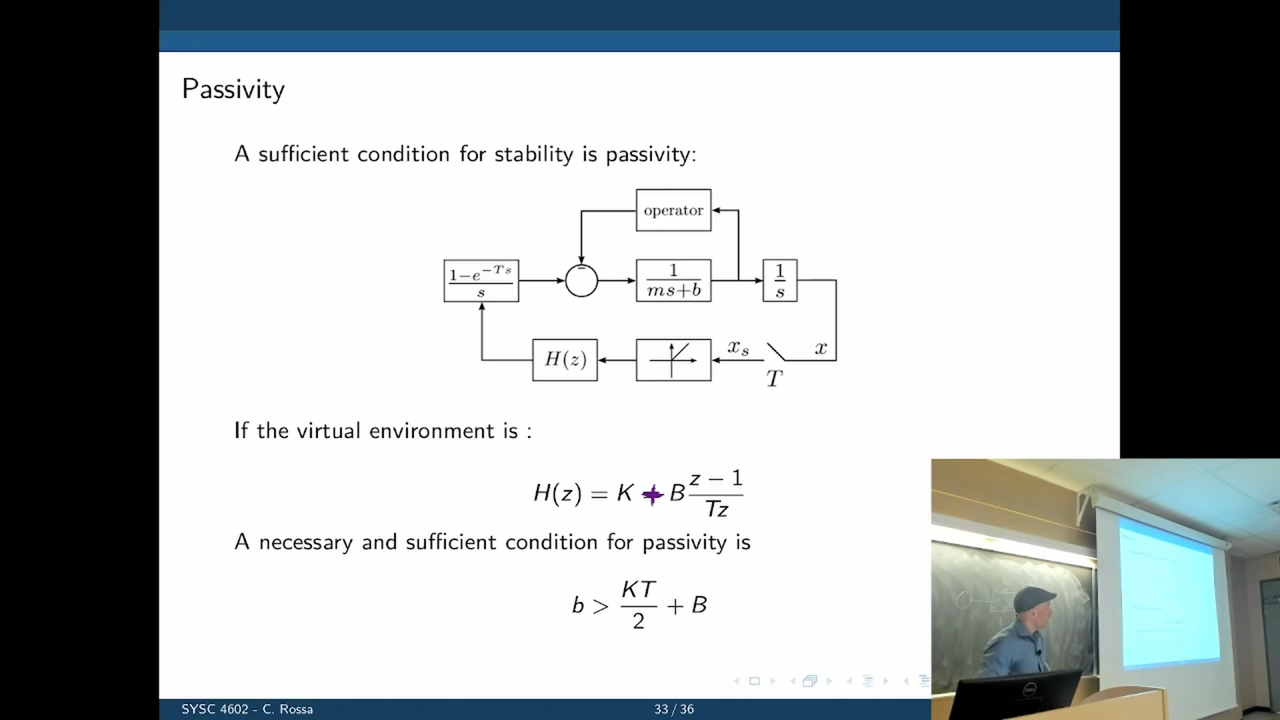 Passivity
A sufficient condition for stability is passivity:
operator
1−e^{−Ts}/s
−
1/(ms+b)
1/s
H(z)
x_s
x
T
If the virtual environment is :
H(z) = K + B (z − 1)/(Tz)
A necessary and sufficient condition for passivity is
b > KT/2 + B
SYSC 4602 - C. Rossa
33 / 36